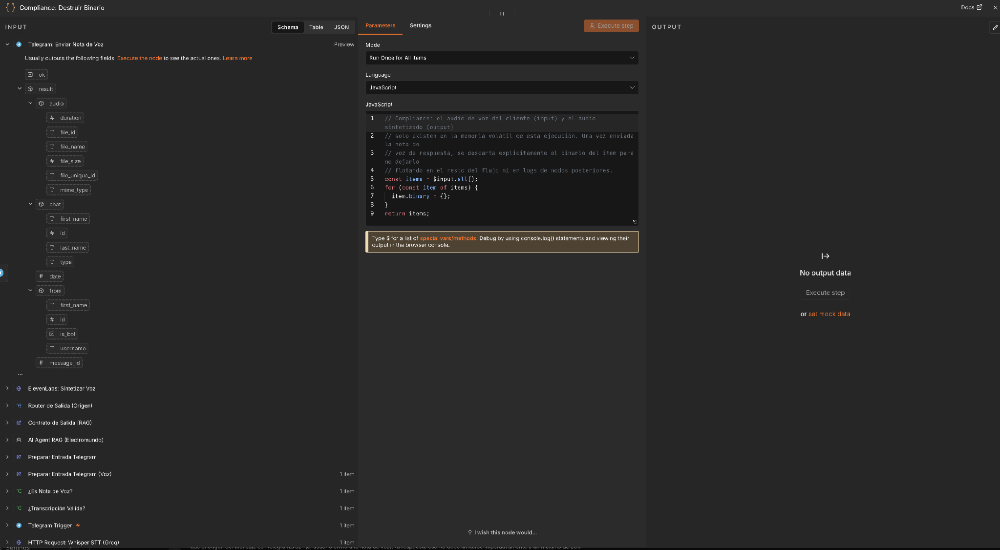 { } Compliance: Destruir Binario
Docs
INPUT
Schema Table JSON
Telegram: Enviar Nota de Voz
Preview
Usually outputs the following fields. Execute the node to see the actual ones. Learn more
ok
result
audio
# duration
T file_id
T file_name
# file_size
T file_unique_id
T mime_type
chat
T first_name
# id
T last_name
T type
# date
from
T first_name
# id
is_bot
T username
# message_id
...
ElevenLabs: Sintetizar Voz
Router de Salida (Origen)
Contrato de Salida (RAG)
AI Agent RAG (Electromundo)
Preparar Entrada Telegram
Preparar Entrada Telegram (Voz) 1 item
¿Es Nota de Voz? 1 item
¿Transcripción Válida? 1 item
Telegram Trigger 1 item
HTTP Request: Whisper STT (Groq) 1 item
Settings
Parameters Settings
Execute step
Mode
Run Once for All Items
Language
JavaScript
JavaScript
1 // Compliance: el audio de voz del cliente (input) y el audio
sintetizado (output)
2 // solo existen en la memoria volátil de esta ejecución. Una vez enviada
la nota de
3 // voz de respuesta, se descarta explícitamente el binario del item para
no dejarlo
4 // flotando en el resto del flujo ni en logs de nodos posteriores.
5 const items = $input.all();
6 for (const item of items) {
7 item.binary = {};
8 }
9 return items;
Type $ for a list of special vars/methods. Debug by using console.log() statements and viewing their
output in the browser console.
I wish this node would...
OUTPUT
No output data
Execute step
or set mock data